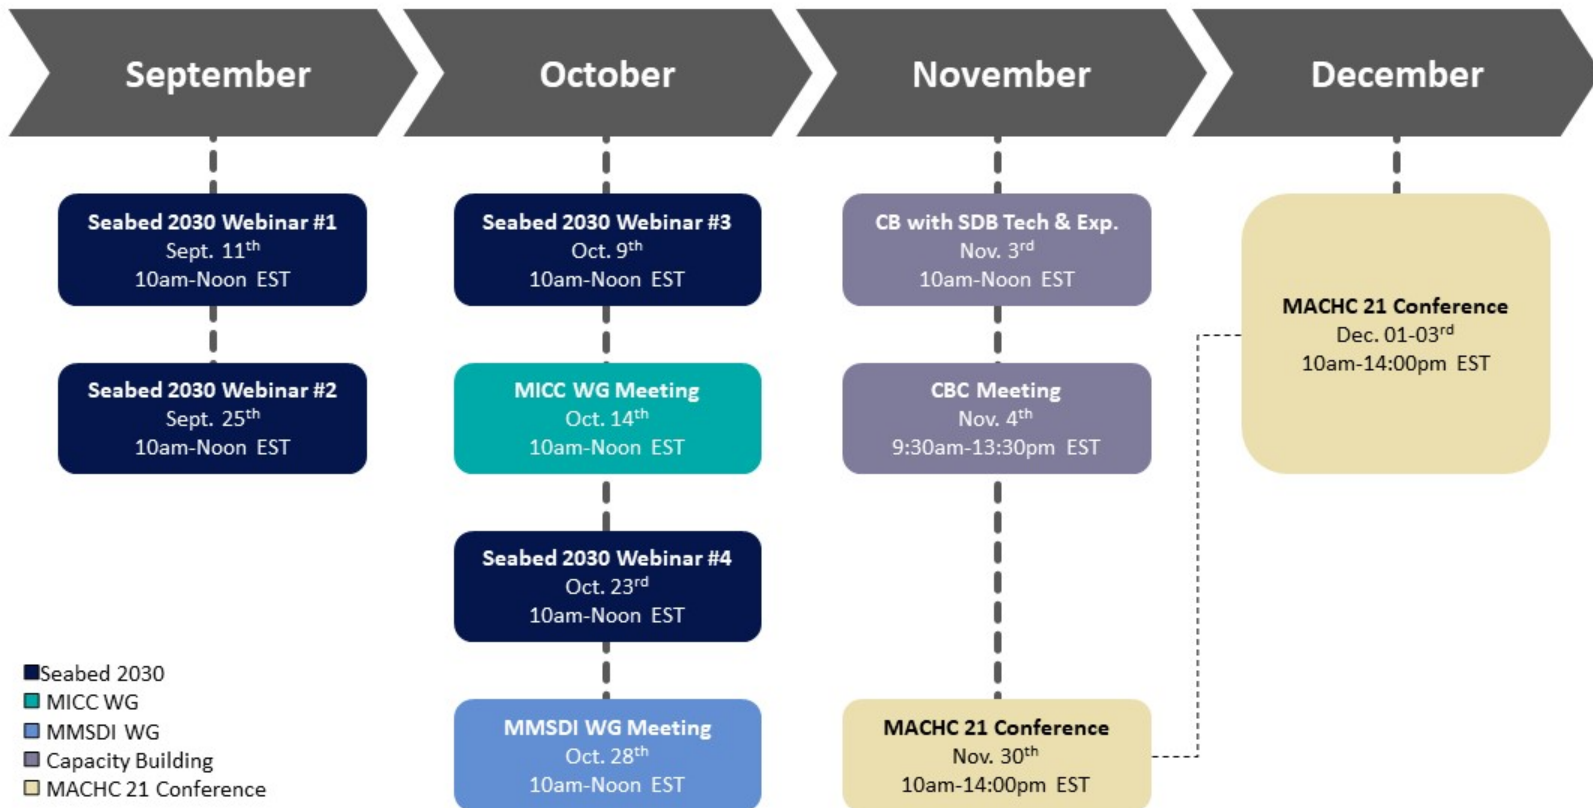 September
October
November
December
Seabed 2030 Webinar #1
Sept. 11th
10am-Noon EST
Seabed 2030 Webinar #2
Sept. 25th
10am-Noon EST
Seabed 2030 Webinar #3
Oct. 9th
10am-Noon EST
MICC WG Meeting
Oct. 14th
10am-Noon EST
Seabed 2030 Webinar #4
Oct. 23rd
10am-Noon EST
MMSDI WG Meeting
Oct. 28th
10am-Noon EST
CB with SDB Tech & Exp.
Nov. 3rd
10am-Noon EST
CBC Meeting
Nov. 4th
9:30am-13:30pm EST
MACHC 21 Conference
Nov. 30th
10am-14:00pm EST
MACHC 21 Conference
Dec. 01-03rd
10am-14:00pm EST
Seabed 2030
MICC WG
MMSDI WG
Capacity Building
MACHC 21 Conference